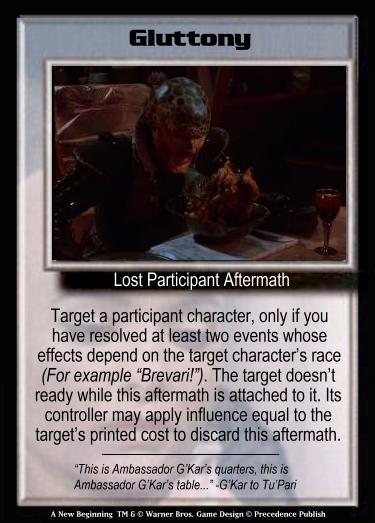 Gluttony
Lost Participant Aftermath
Target a participant character, only if you
have resolved at least two events whose
effects depend on the target character's race
(For example “Brevari!”). The target doesn't
ready while this aftermath is attached to it. Its
controller may apply influence equal to the
target's printed cost to discard this aftermath.
“This is Ambassador G'Kar's quarters, this is
Ambassador G'Kar's table...” -G'Kar to Tu'Pari
A New Beginning TM & © Warner Bros. Game Design © Precedence Publish